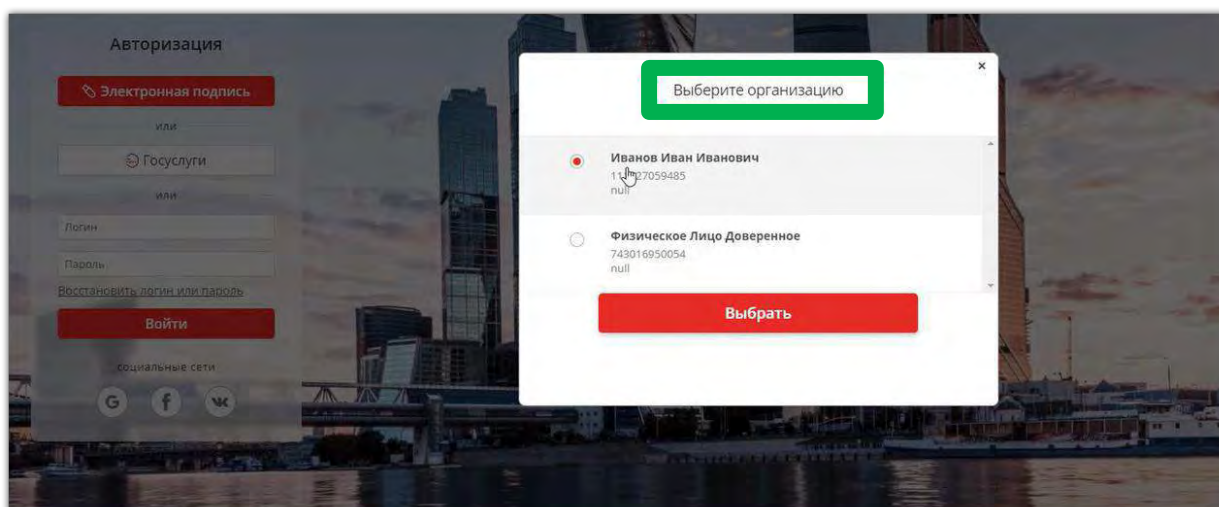 Авторизация
Электронная подпись
или
Госуслуги
или
Логин
Пароль
Восстановить логин или пароль
Войти
социальные сети
G f
Выберите организацию
×
Иванов Иван Иванович
27059485
null
Физическое Лицо Доверенное
743016950054
null
Выбрать